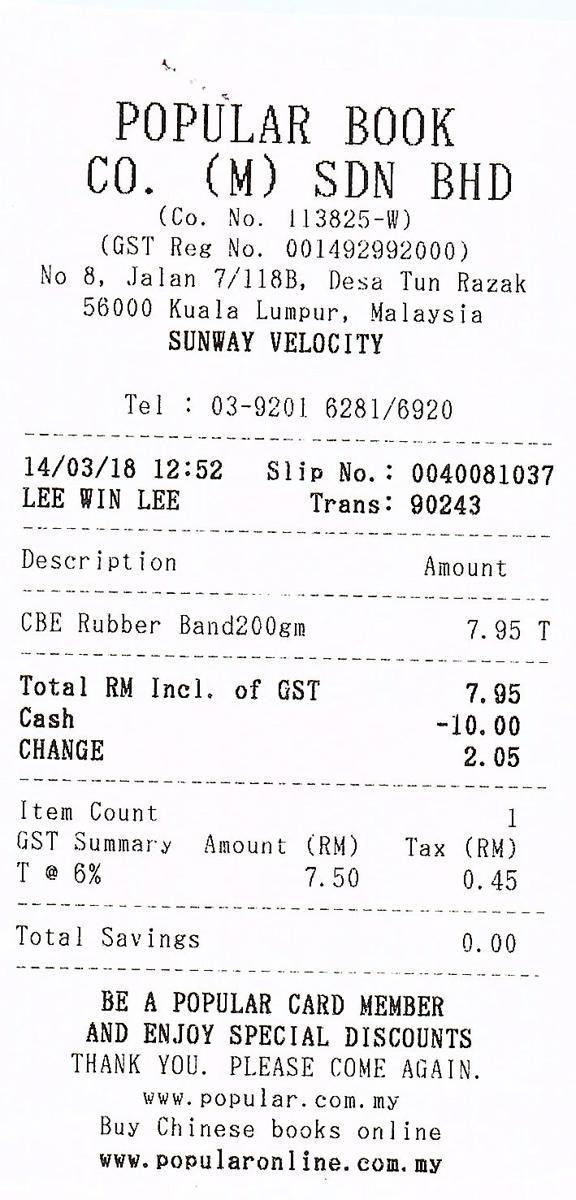 POPULAR BOOK
CO. (M) SDN BHD
(Co. No. 113825-W)
(GST Reg No. 001492992000)
No 8, Jalan 7/118B, Desa Tun Razak
56000 Kuala Lumpur, Malaysia
SUNWAY VELOCITY
Tel : 03-9201 6281/6920
14/03/18 12:52 Slip No.: 0040081037
LEE WIN LEE Trans: 90243
Description Amount
CBE Rubber Band200gm 7.95 T
Total RM Incl. of GST 7.95
Cash -10.00
CHANGE 2.05
Item Count 1
GST Summary Amount (RM) Tax (RM)
T @ 6% 7.50 0.45
Total Savings 0.00
BE A POPULAR CARD MEMBER
AND ENJOY SPECIAL DISCOUNTS
THANK YOU. PLEASE COME AGAIN.
www.popular.com.my
Buy Chinese books online
www.popularonline.com.my